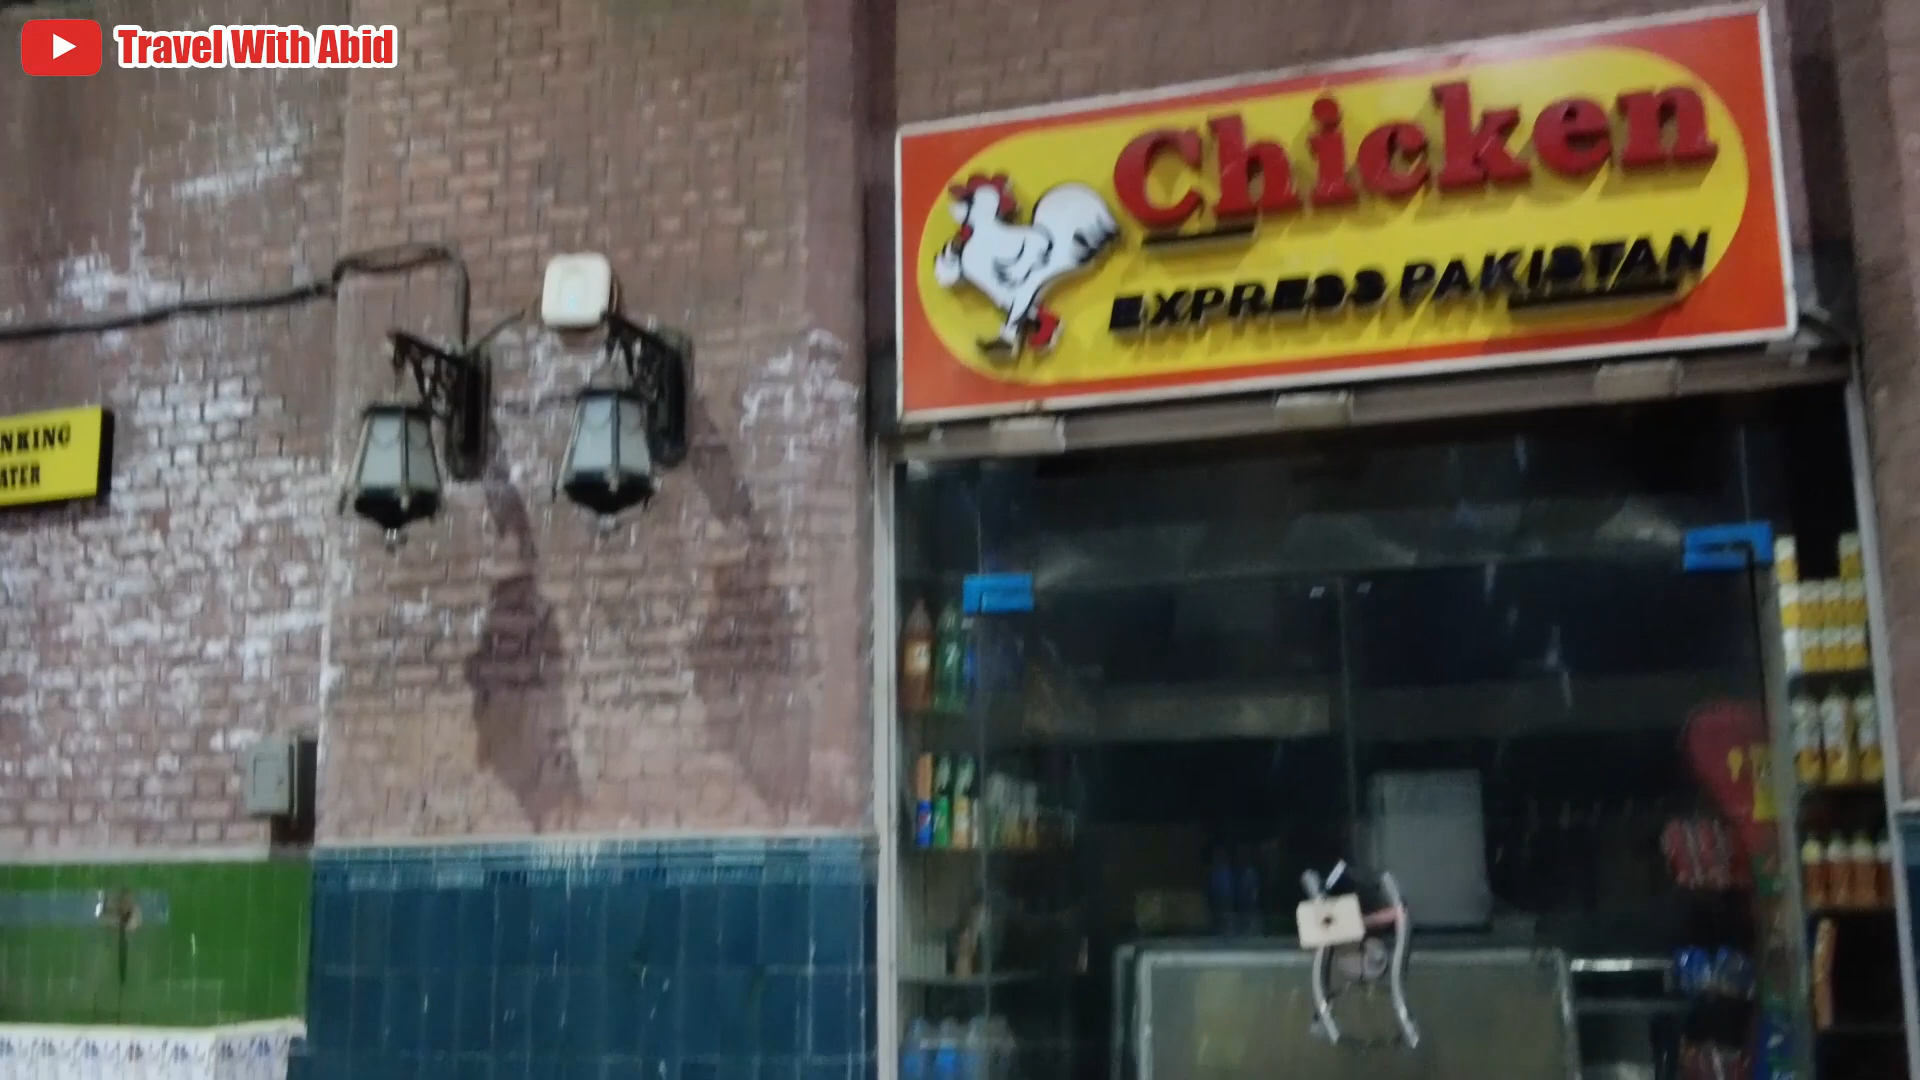 Travel With Abid
Chicken
EXPRESS PAKISTAN
NKING
ATER